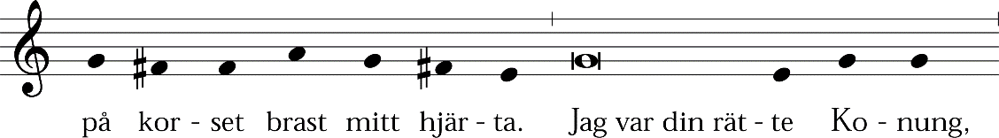 på kor - set brast mitt hjär - ta. Jag var din rät - te Ko - nung,